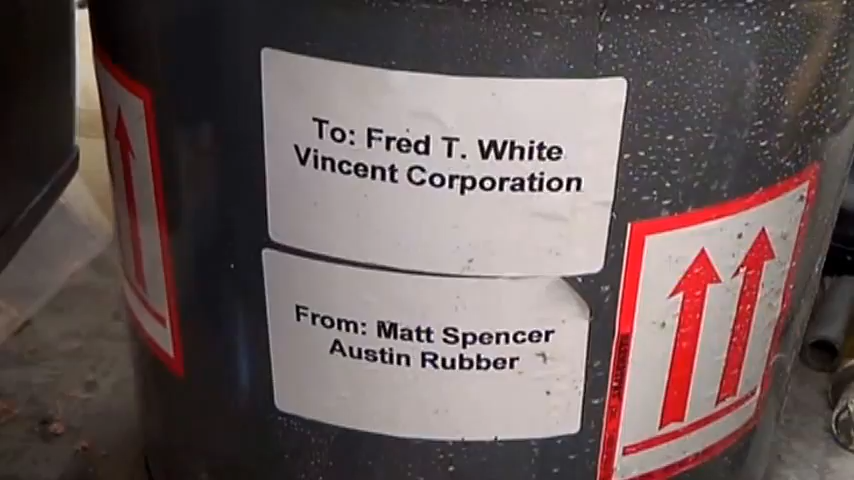 To: Fred T. White
Vincent Corporation
From: Matt Spencer
Austin Rubber